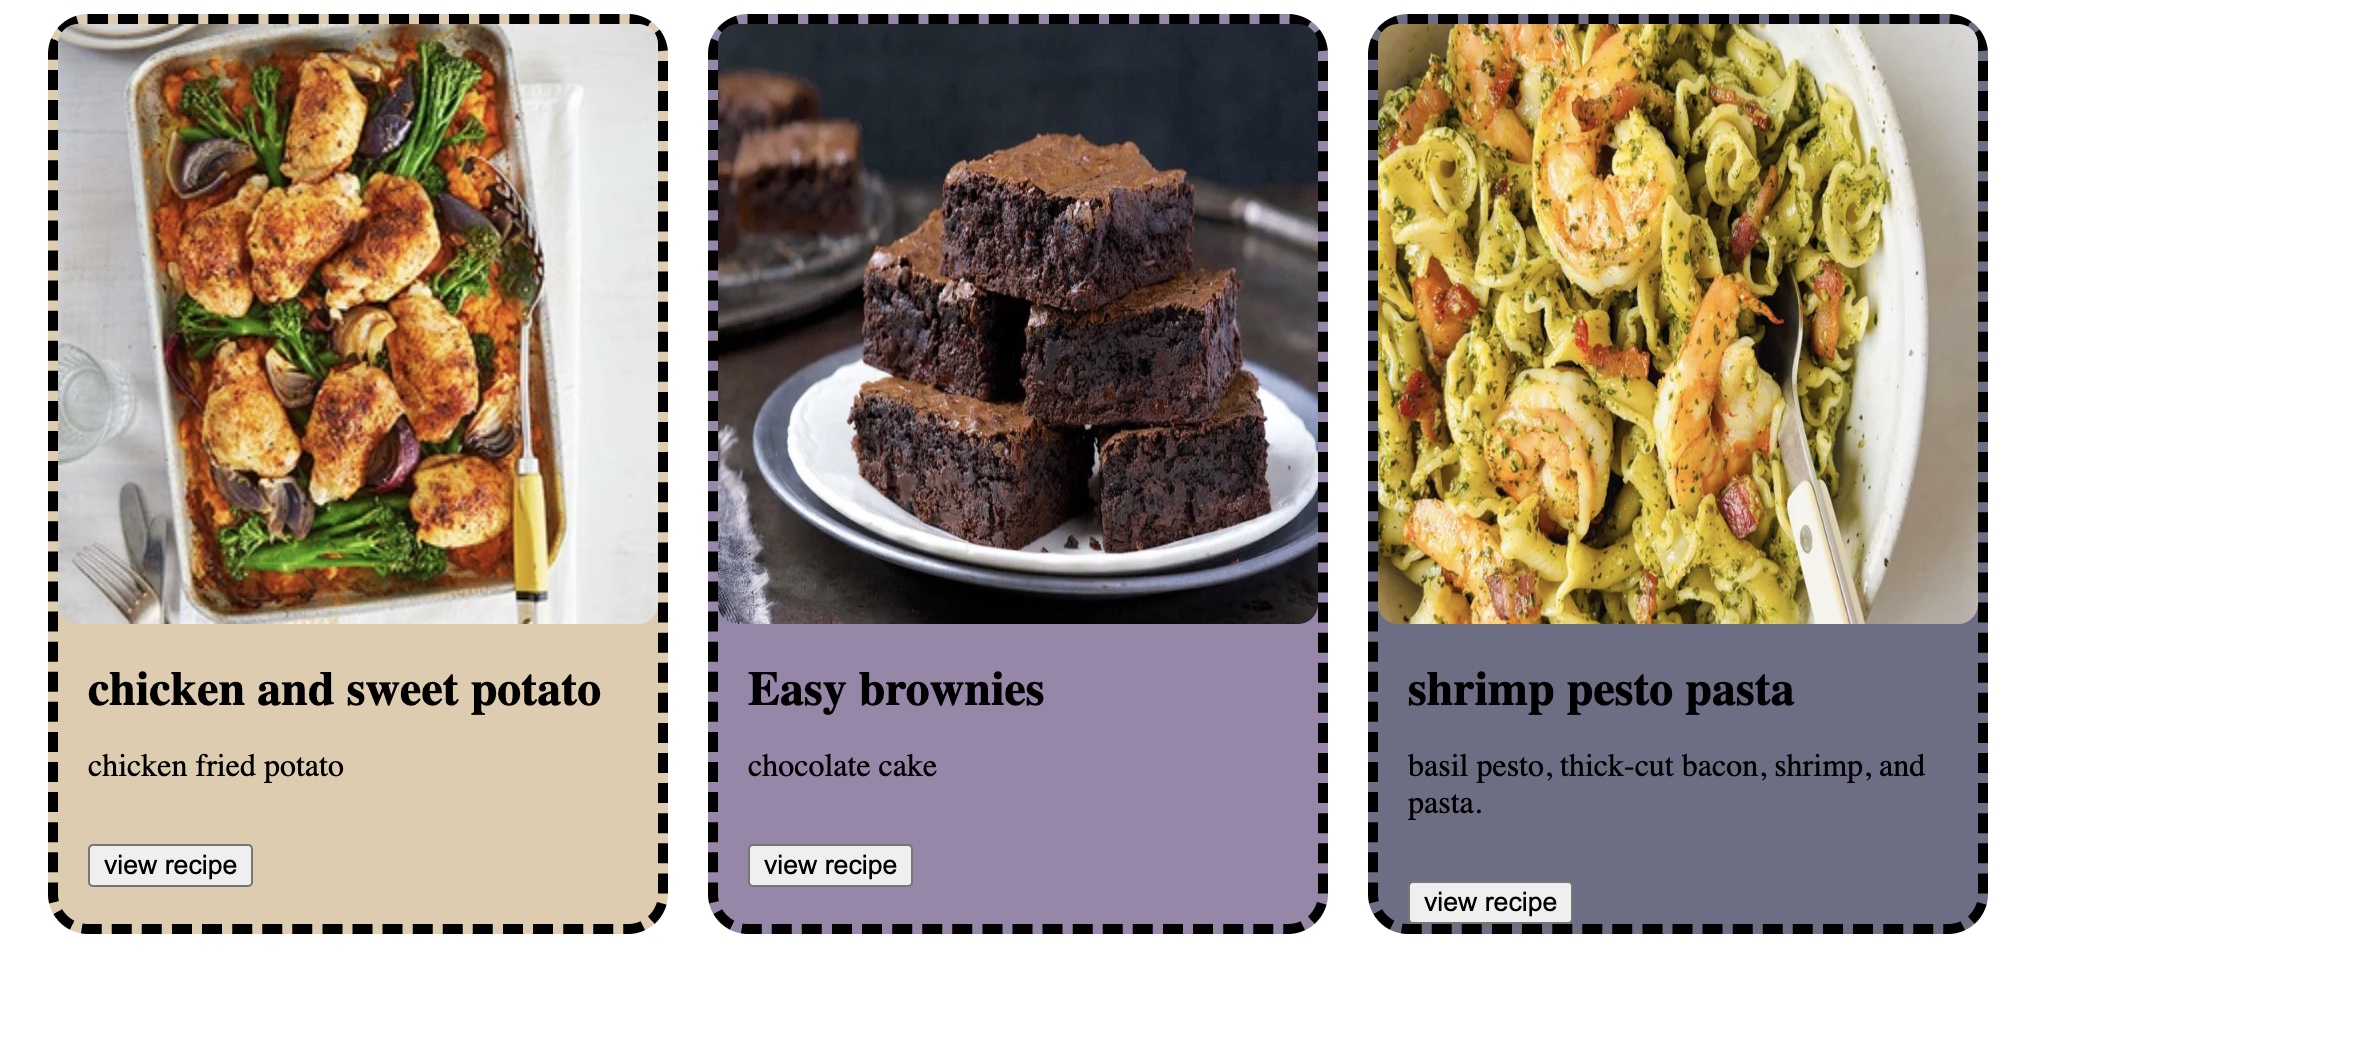 chicken and sweet potato
chicken fried potato
view recipe
Easy brownies
chocolate cake
view recipe
shrimp pesto pasta
basil pesto, thick-cut bacon, shrimp, and
pasta.
view recipe